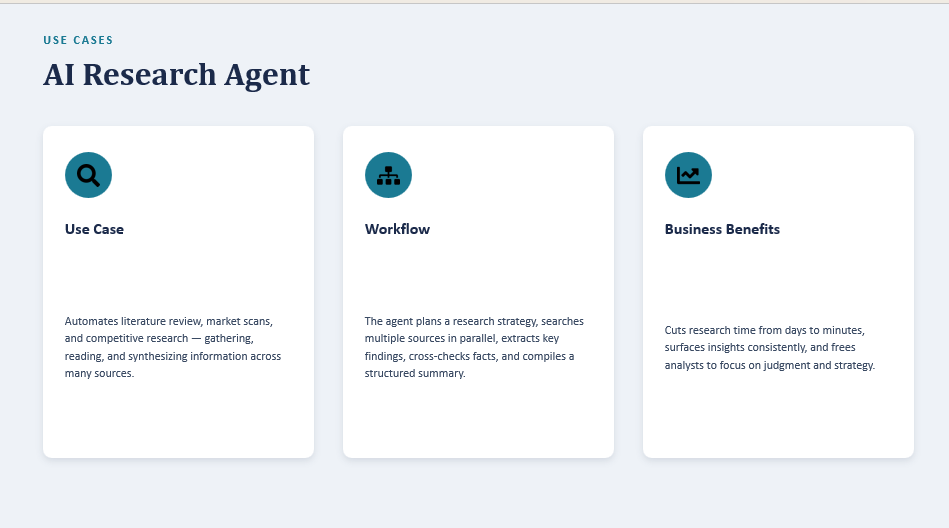 USE CASES
AI Research Agent
Use Case
Automates literature review, market scans,
and competitive research — gathering,
reading, and synthesizing information across
many sources.
Workflow
The agent plans a research strategy, searches
multiple sources in parallel, extracts key
findings, cross-checks facts, and compiles a
structured summary.
Business Benefits
Cuts research time from days to minutes,
surfaces insights consistently, and frees
analysts to focus on judgment and strategy.